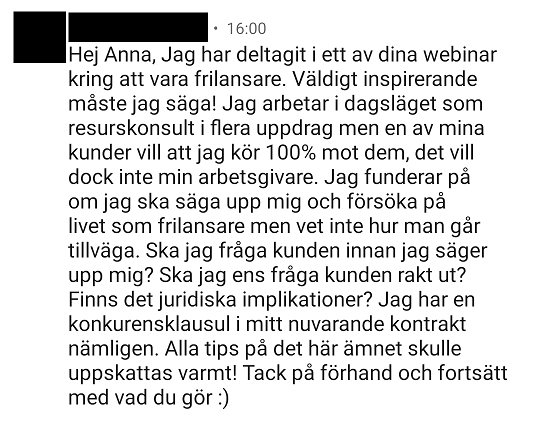 • 16:00
Hej Anna, Jag har deltagit i ett av dina webinar
kring att vara frilansare. Väldigt inspirerande
måste jag säga! Jag arbetar i dagsläget som
resurskonsult i flera uppdrag men en av mina
kunder vill att jag kör 100% mot dem, det vill
dock inte min arbetsgivare. Jag funderar på
om jag ska säga upp mig och försöka på
livet som frilansare men vet inte hur man går
tillväga. Ska jag fråga kunden innan jag säger
upp mig? Ska jag ens fråga kunden rakt ut?
Finns det juridiska implikationer? Jag har en
konkurensklausul i mitt nuvarande kontrakt
nämligen. Alla tips på det här ämnet skulle
uppskattas varmt! Tack på förhand och fortsätt
med vad du gör :)